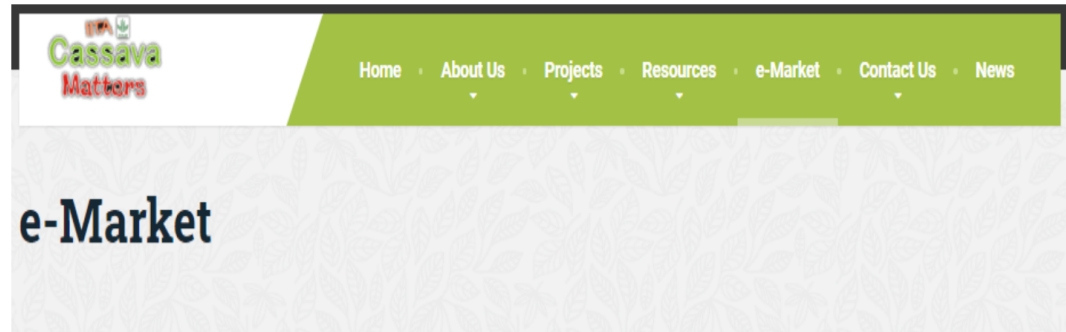 IITA
Cassava
Matters
Home About Us Projects Resources e-Market Contact Us News
e-Market